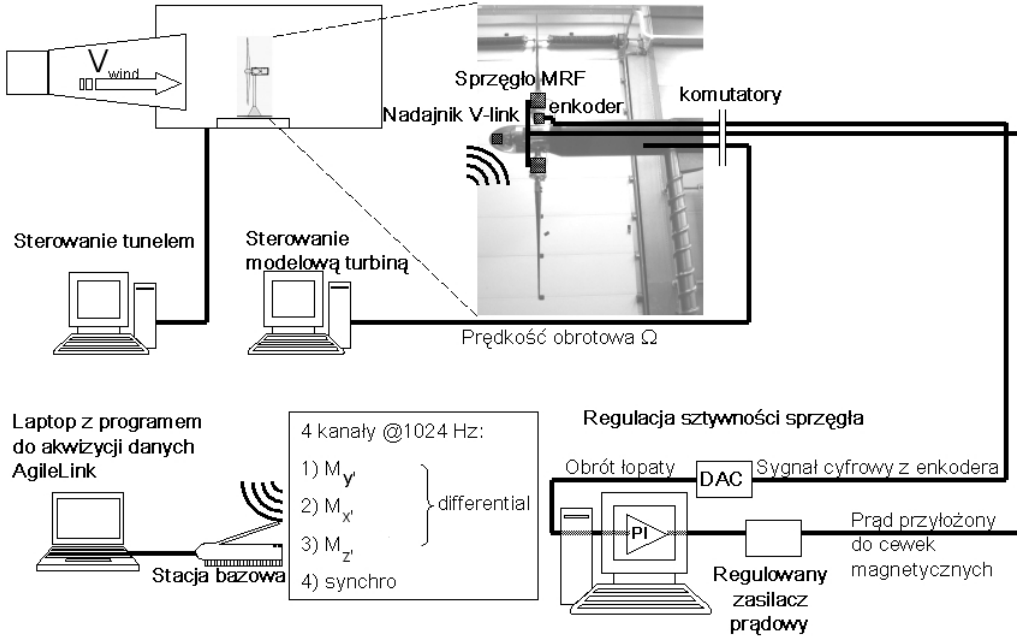 V wind
Sprzęgło MRF
enkoder
Nadajnik V-link
komutatory
Sterowanie tunelem
Sterowanie
modelową turbiną
Prędkość obrotowa Ω
Laptop z programem
do akwizycji danych
AgileLink
Stacja bazowa
4 kanały @1024 Hz:
1) My'
2) Mx'
3) Mz'
differential
4) synchro
Regulacja sztywności sprzęgła
Obrót łopaty
DAC
Sygnał cyfrowy z enkodera
PI
Prąd przyłożony
do cewek
magnetycznych
Regulowany
zasilacz
prądowy